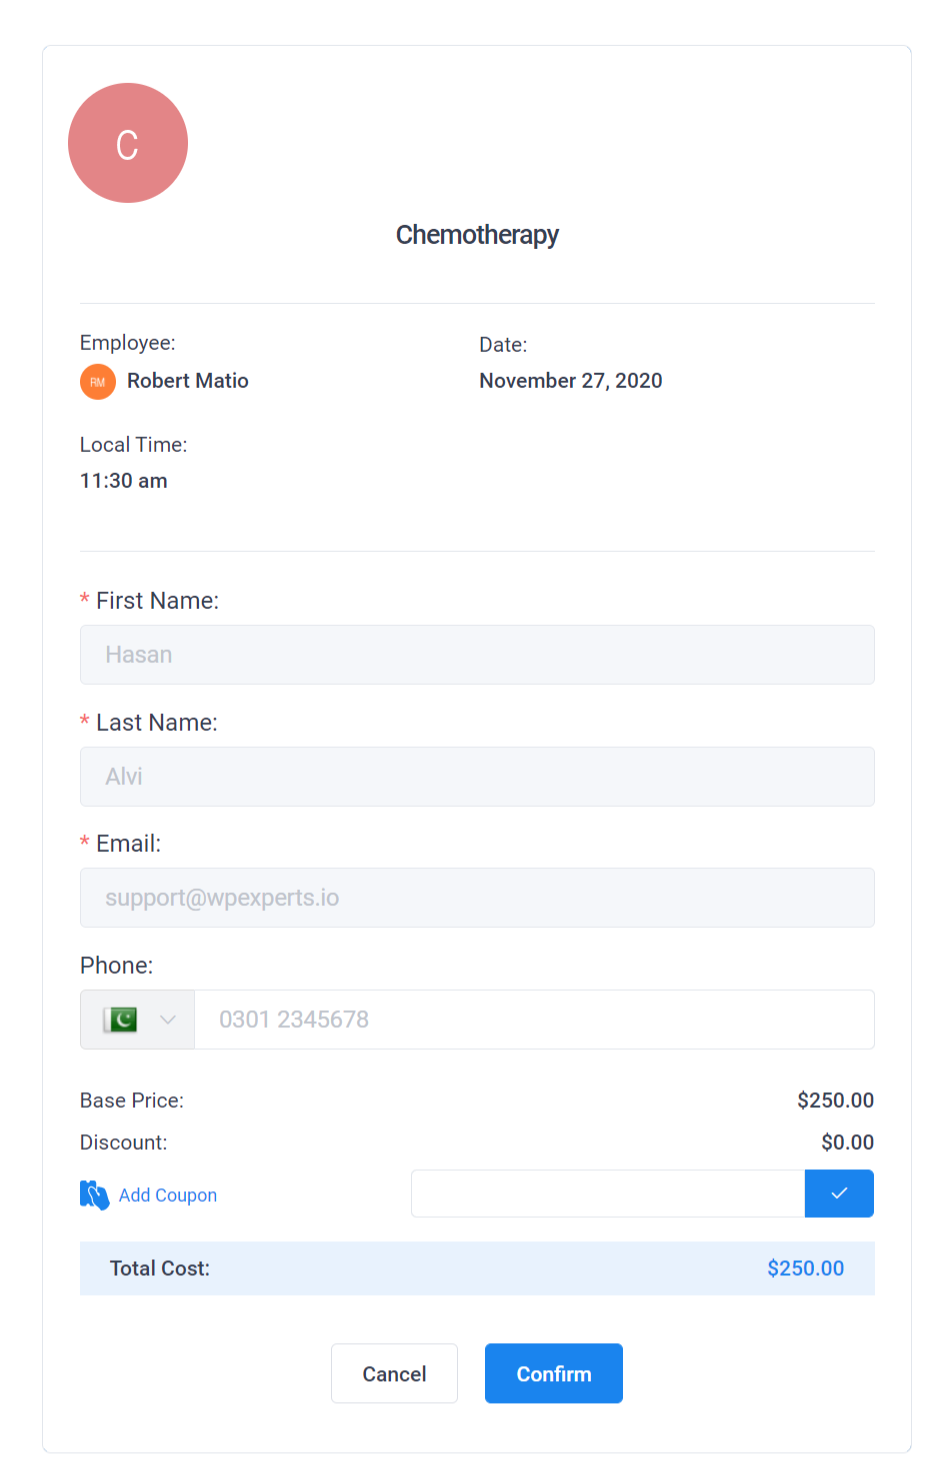 C
Chemotherapy
Employee:
RM Robert Matio
Date:
November 27, 2020
Local Time:
11:30 am
* First Name:
Hasan
* Last Name:
Alvi
* Email:
support@wpexperts.io
Phone:
0301 2345678
Base Price: $250.00
Discount: $0.00
Add Coupon
Total Cost: $250.00
Cancel Confirm